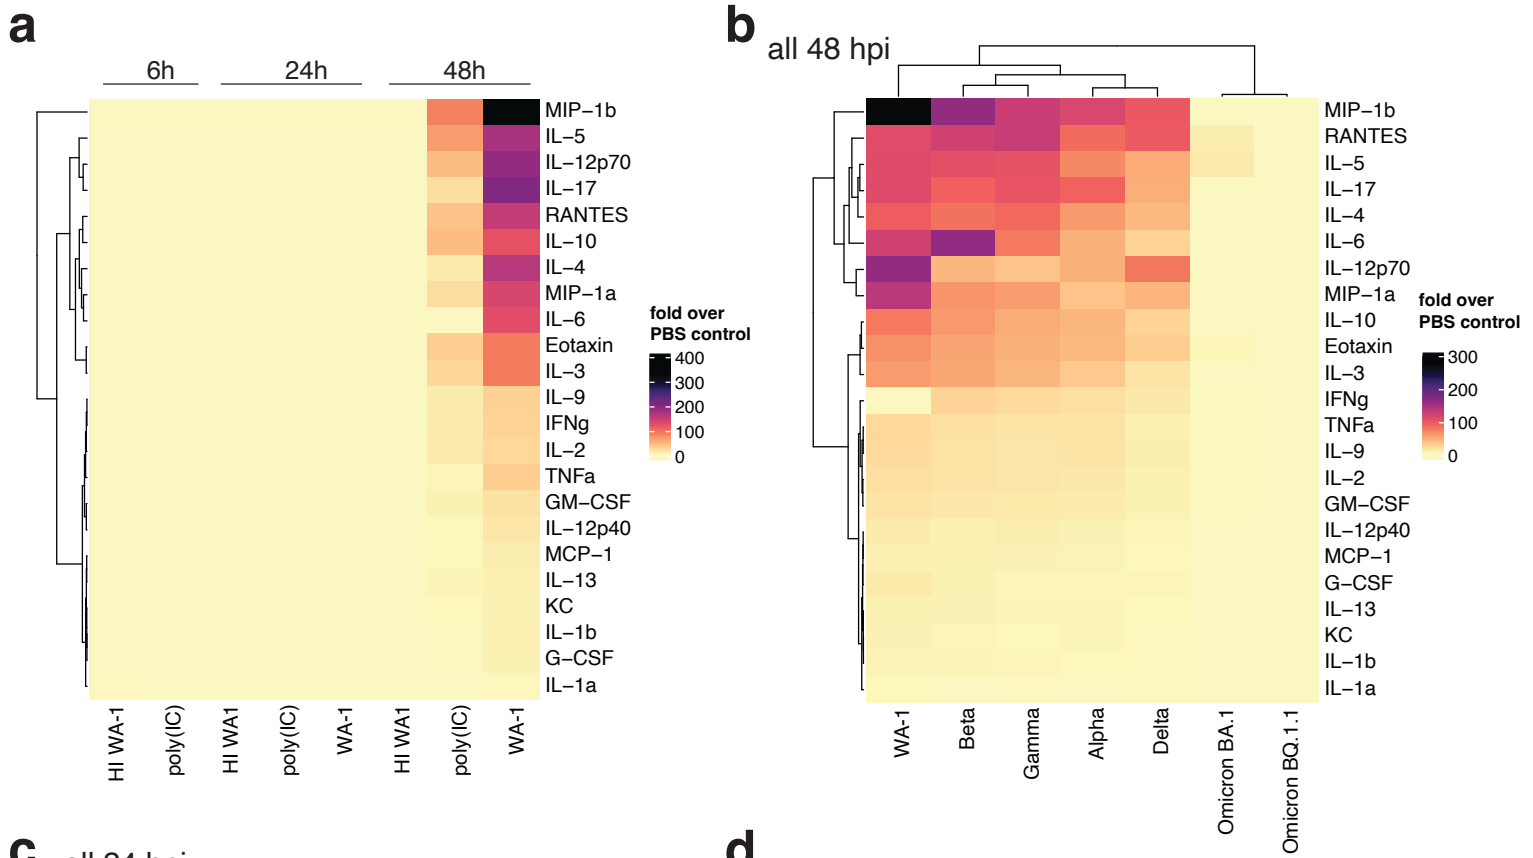 a
6h
24h
48h
MIP−1b
IL−5
IL−12p70
IL−17
RANTES
IL−10
IL−4
MIP−1a
IL−6
Eotaxin
IL−3
IL−9
IFNg
IL−2
TNFa
GM−CSF
IL−12p40
MCP−1
IL−13
KC
IL−1b
G−CSF
IL−1a
HI WA-1
poly(IC)
HI WA1
poly(IC)
WA-1
HI WA1
poly(IC)
WA-1
fold over
PBS control
400
300
200
100
0
b
all 48 hpi
MIP−1b
RANTES
IL−5
IL−17
IL−4
IL−6
IL−12p70
MIP−1a
IL−10
Eotaxin
IL−3
IFNg
TNFa
IL−9
IL−2
GM−CSF
IL−12p40
MCP−1
G−CSF
IL−13
KC
IL−1b
IL−1a
WA-1
Beta
Gamma
Alpha
Delta
Omicron BA.1
Omicron BQ.1.1
fold over
PBS control
300
200
100
0
c
all 24 hpi
d